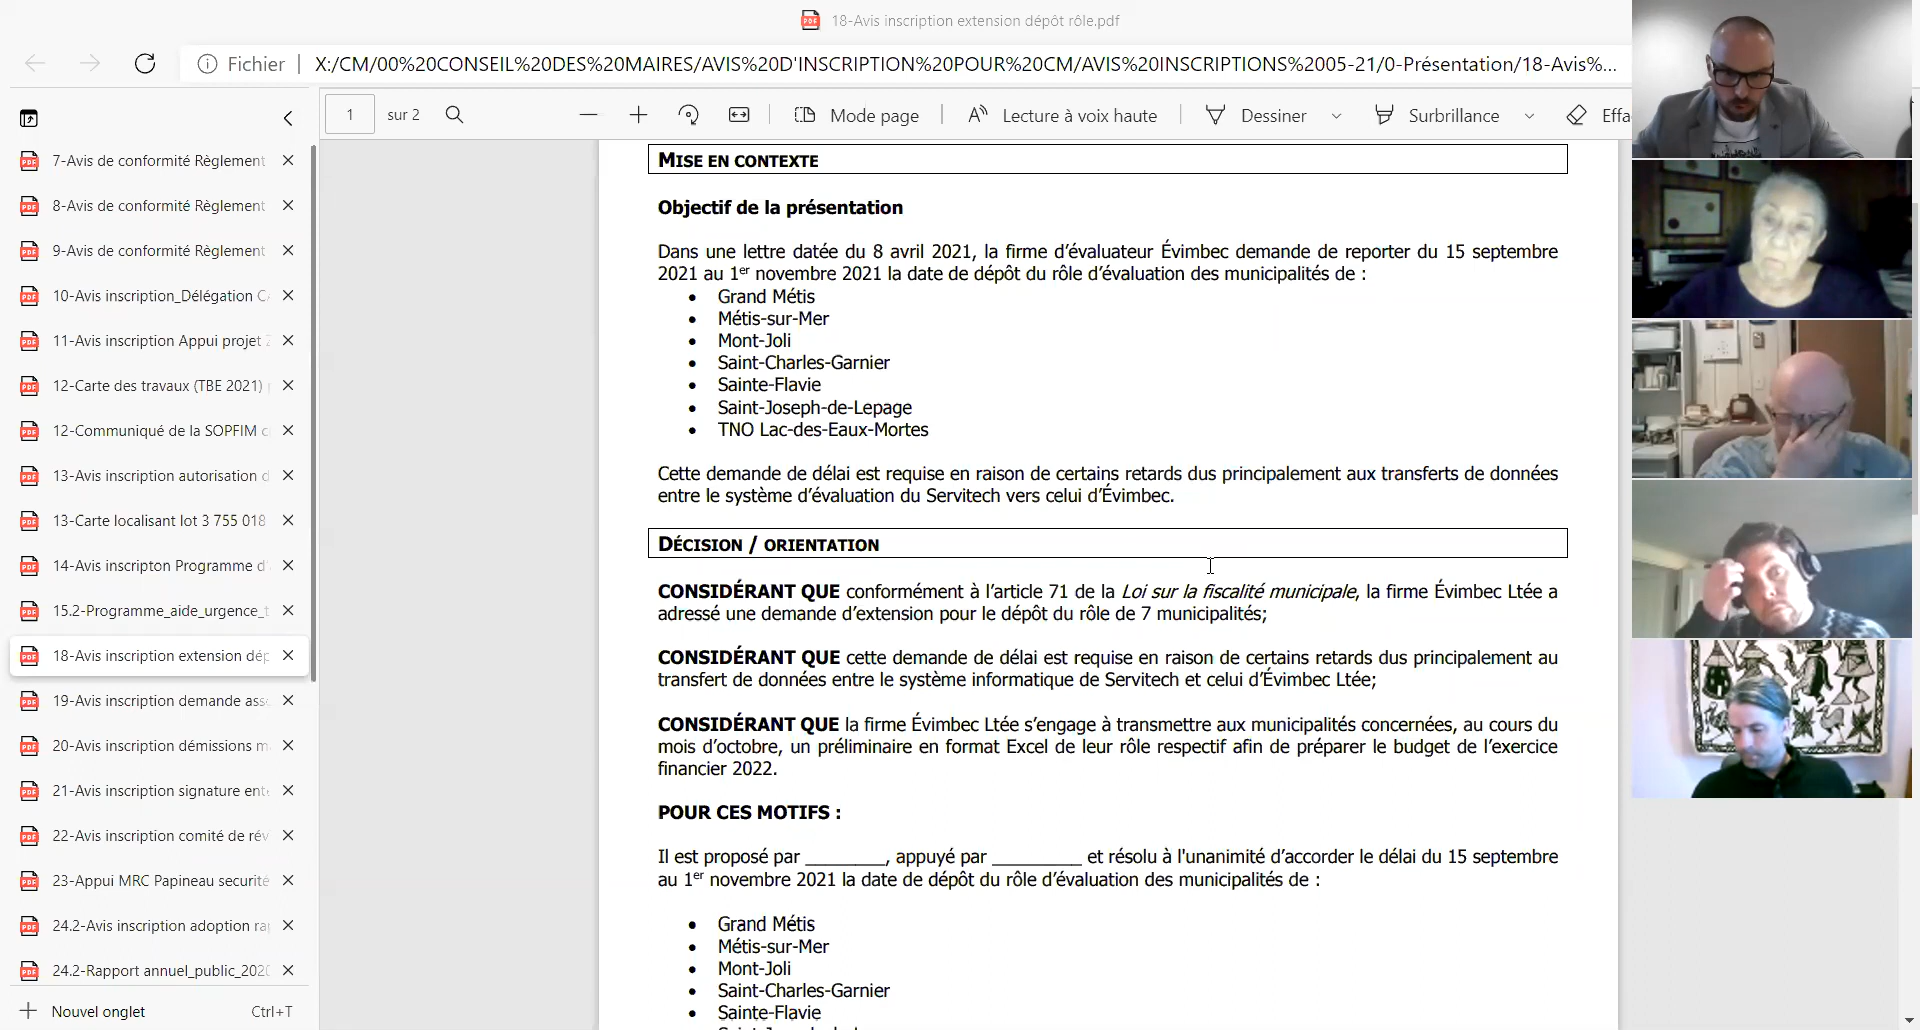 18-Avis inscription extension dépôt rôle.pdf
Fichier
X:/CM/00%20CONSEIL%20DES%20MAIRES/AVIS%20D'INSCRIPTION%20POUR%20CM/AVIS%20INSCRIPTIONS%2005-21/0-Présentation/18-Avis%...
1 sur 2
Mode page
Lecture à voix haute
Dessiner
Surbrillance
Effa
7-Avis de conformité Règlement
8-Avis de conformité Règlement
9-Avis de conformité Règlement
10-Avis inscription_Délégation C
11-Avis inscription Appui projet
12-Carte des travaux (TBE 2021)
12-Communiqué de la SOPFIM c
13-Avis inscription autorisation d
13-Carte localisant lot 3 755 018
14-Avis inscripton Programme d'
15.2-Programme_aide_urgence_t
18-Avis inscription extension dép
19-Avis inscription demande ass
20-Avis inscription démissions m
21-Avis inscription signature ent
22-Avis inscription comité de rév
23-Appui MRC Papineau securité
24.2-Avis inscription adoption ra
24.2-Rapport annuel_public_202
Nouvel onglet Ctrl+T
MISE EN CONTEXTE
Objectif de la présentation
Dans une lettre datée du 8 avril 2021, la firme d'évaluateur Évimbec demande de reporter du 15 septembre
2021 au 1er novembre 2021 la date de dépôt du rôle d'évaluation des municipalités de :
• Grand Métis
• Métis-sur-Mer
• Mont-Joli
• Saint-Charles-Garnier
• Sainte-Flavie
• Saint-Joseph-de-Lepage
• TNO Lac-des-Eaux-Mortes
Cette demande de délai est requise en raison de certains retards dus principalement aux transferts de données
entre le système d'évaluation du Servitech vers celui d'Évimbec.
DÉCISION / ORIENTATION
CONSIDÉRANT QUE conformément à l'article 71 de la Loi sur la fiscalité municipale, la firme Évimbec Ltée a
adressé une demande d'extension pour le dépôt du rôle de 7 municipalités;
CONSIDÉRANT QUE cette demande de délai est requise en raison de certains retards dus principalement au
transfert de données entre le système informatique de Servitech et celui d'Évimbec Ltée;
CONSIDÉRANT QUE la firme Évimbec Ltée s'engage à transmettre aux municipalités concernées, au cours du
mois d'octobre, un préliminaire en format Excel de leur rôle respectif afin de préparer le budget de l'exercice
financier 2022.
POUR CES MOTIFS :
Il est proposé par ________, appuyé par _________ et résolu à l'unanimité d'accorder le délai du 15 septembre
au 1er novembre 2021 la date de dépôt du rôle d'évaluation des municipalités de :
• Grand Métis
• Métis-sur-Mer
• Mont-Joli
• Saint-Charles-Garnier
• Sainte-Flavie